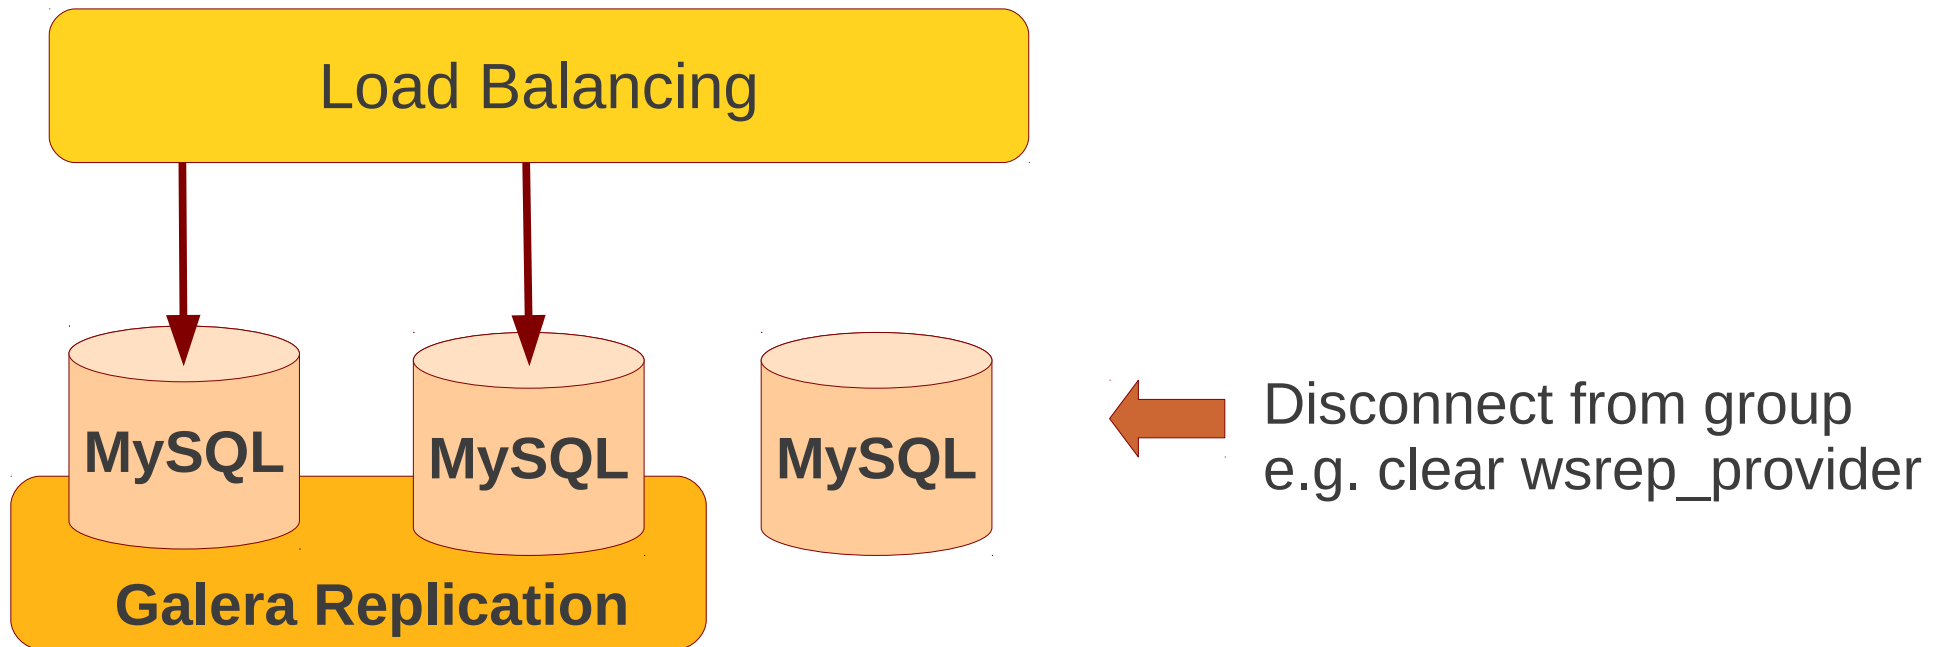 Load Balancing
MySQL
MySQL
MySQL
Disconnect from group
e.g. clear wsrep_provider
Galera Replication